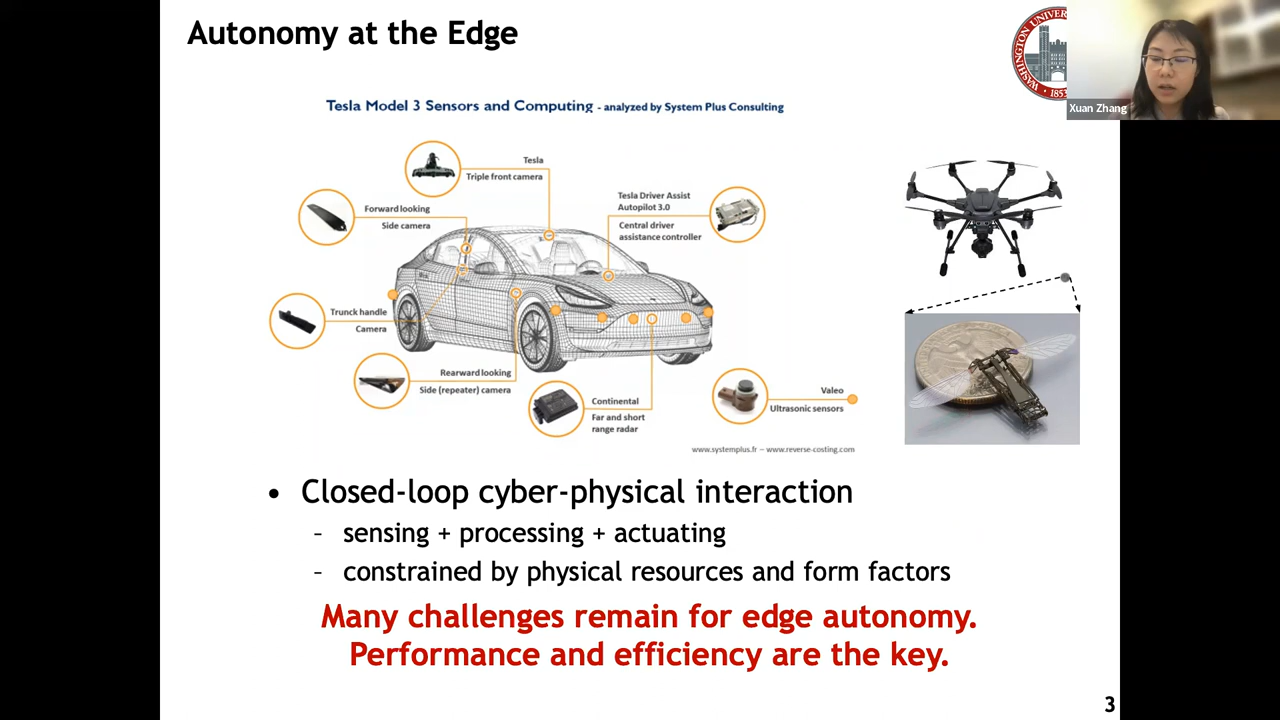 Autonomy at the Edge
WASHINGTON UNIVER
1853
Xuan Zhang
Tesla Model 3 Sensors and Computing - analyzed by System Plus Consulting
Tesla
Triple front camera
Forward looking
Side camera
Tesla Driver Assist
Autopilot 3.0
Central driver
assistance controller
Trunck handle
Camera
Rearward looking
Side (repeater) camera
Continental
Far and short
range radar
Valeo
Ultrasonic sensors
www.systemplus.fr – www.reverse-costing.com
• Closed-loop cyber-physical interaction
– sensing + processing + actuating
– constrained by physical resources and form factors
Many challenges remain for edge autonomy.
Performance and efficiency are the key.
3